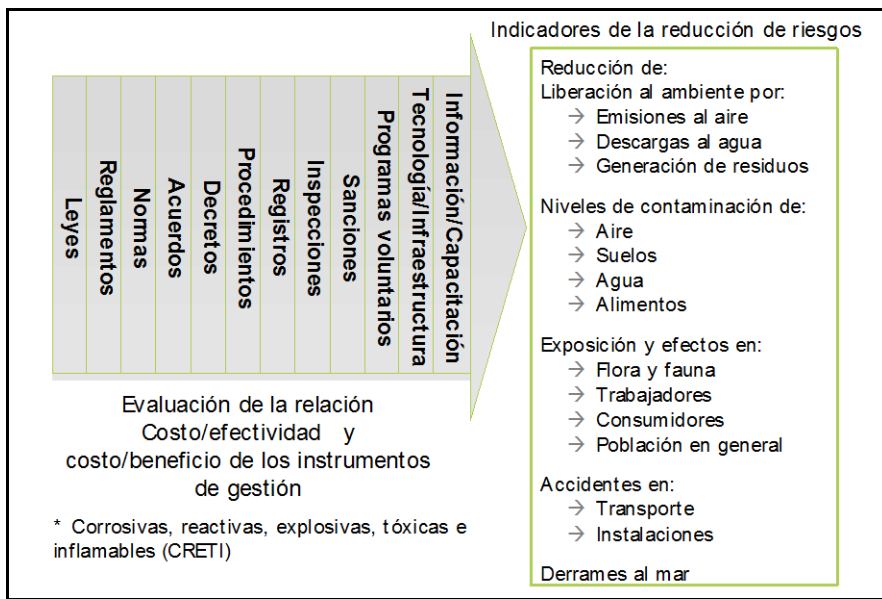 Indicadores de la reducción de riesgos
Leyes
Reglamentos
Normas
Acuerdos
Decretos
Procedimientos
Registros
Inspecciones
Sanciones
Programas voluntarios
Tecnología/Infraestructura
Información/Capacitación
Evaluación de la relación
Costo/efectividad y
costo/beneficio de los instrumentos
de gestión
* Corrosivas, reactivas, explosivas, tóxicas e
inflamables (CRETI)
Reducción de:
Liberación al ambiente por:
→ Emisiones al aire
→ Descargas al agua
→ Generación de residuos
Niveles de contaminación de:
→ Aire
→ Suelos
→ Agua
→ Alimentos
Exposición y efectos en:
→ Flora y fauna
→ Trabajadores
→ Consumidores
→ Población en general
Accidentes en:
→ Transporte
→ Instalaciones
Derrames al mar